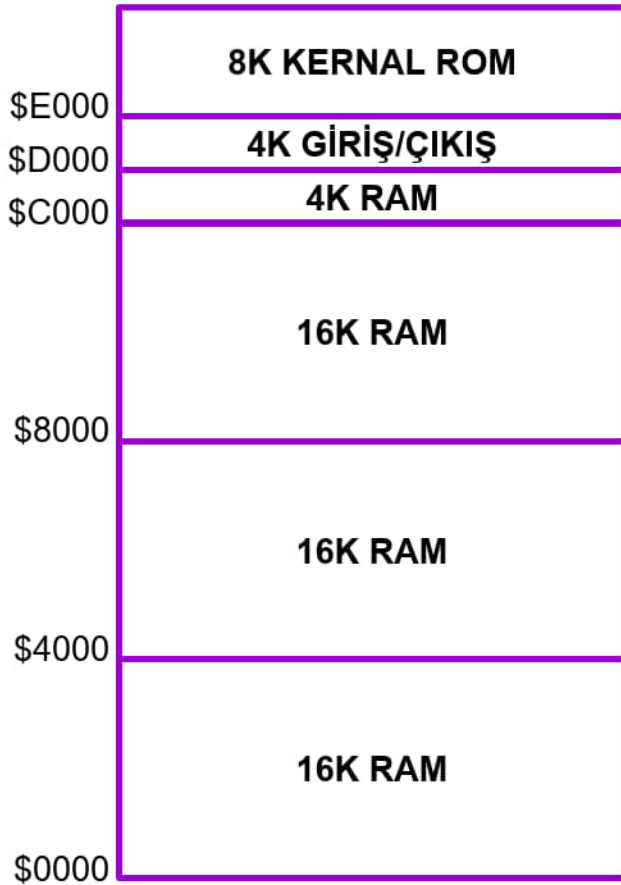 8K KERNAL ROM
$E000
4K GİRİŞ/ÇIKIŞ
$D000
4K RAM
$C000
16K RAM
$8000
16K RAM
$4000
16K RAM
$0000